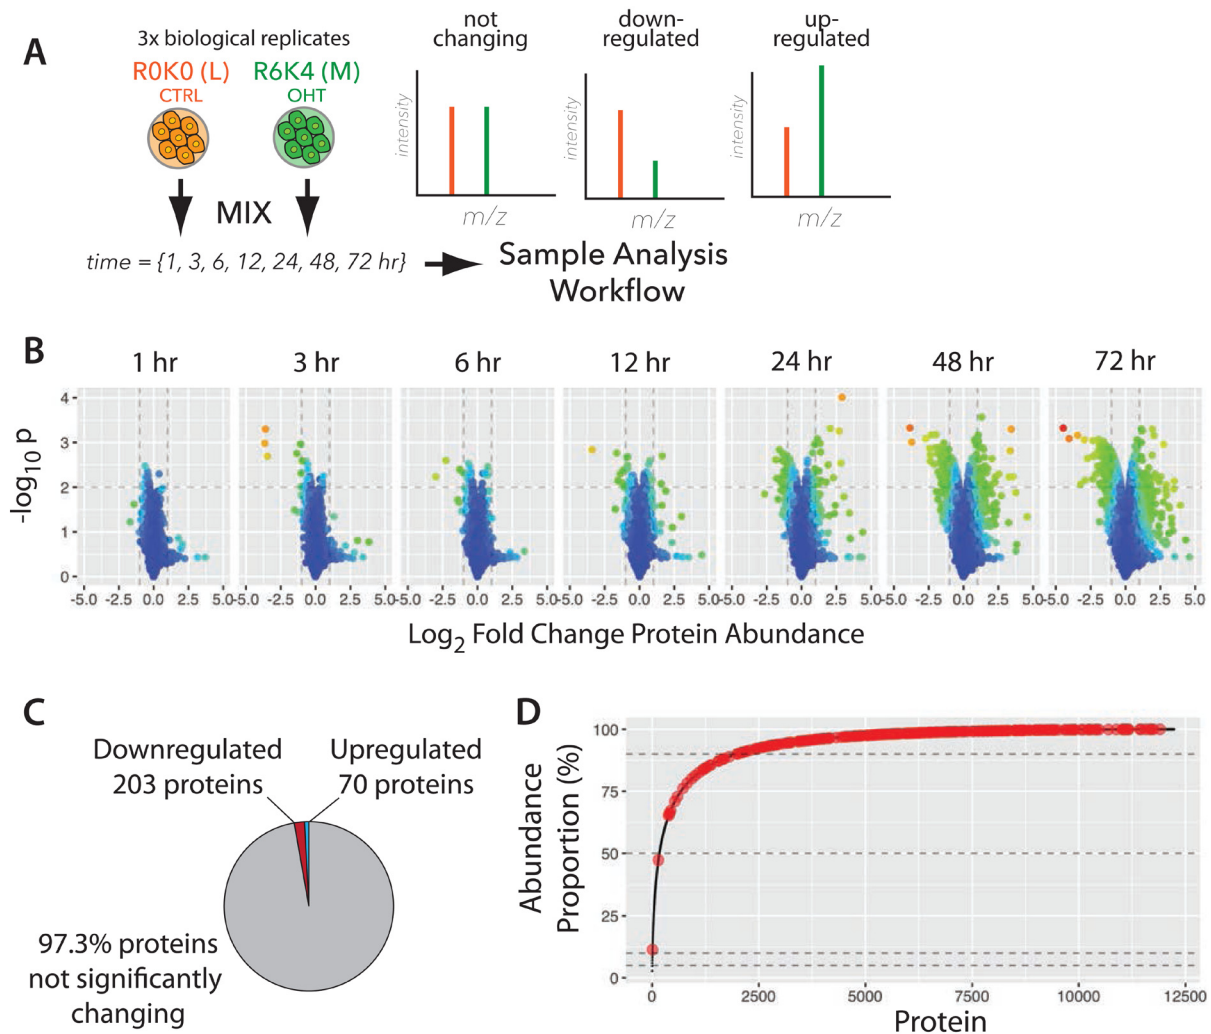 A
3x biological replicates
R0K0 (L)
R6K4 (M)
CTRL
OHT
MIX
time = {1, 3, 6, 12, 24, 48, 72 hr}
not
changing
down-
regulated
up-
regulated
intensity
intensity
intensity
m/z
m/z
m/z
Sample Analysis
Workflow
B
1 hr
3 hr
6 hr
12 hr
24 hr
48 hr
72 hr
-log10 p
4
3
2
1
0
-5.0 -2.5 0.0 2.5 5.0
-5.0 -2.5 0.0 2.5 5.0
-5.0 -2.5 0.0 2.5 5.0
-5.0 -2.5 0.0 2.5 5.0
-5.0 -2.5 0.0 2.5 5.0
-5.0 -2.5 0.0 2.5 5.0
-5.0 -2.5 0.0 2.5 5.0
Log2 Fold Change Protein Abundance
C
Downregulated
203 proteins
Upregulated
70 proteins
97.3% proteins
not significantly
changing
D
Abundance
Proportion (%)
100
75
50
25
0
0 2500 5000 7500 10000 12500
Protein